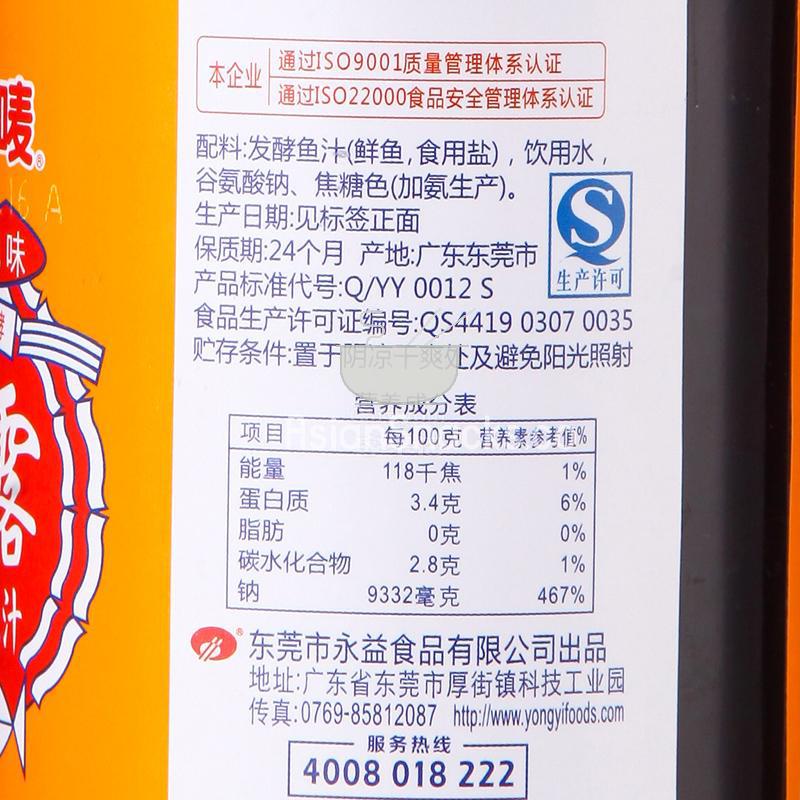 唛®
6 A
味
露
汁
本企业
通过ISO9001质量管理体系认证
通过ISO22000食品安全管理体系认证
配料:发酵鱼汁(鲜鱼,食用盐),饮用水,
谷氨酸钠、焦糖色(加氨生产)。
生产日期:见标签正面
保质期:24个月 产地:广东东莞市
产品标准代号:Q/YY 0012 S
食品生产许可证编号:QS4419 0307 0035
贮存条件:置于阴凉干爽处及避免阳光照射
S
生产许可
营养成分表
项目 每100克 营养素参考值%
能量 118千焦 1%
蛋白质 3.4克 6%
脂肪 0克 0%
碳水化合物 2.8克 1%
钠 9332毫克 467%
®
东莞市永益食品有限公司出品
地址:广东省东莞市厚街镇科技工业园
传真:0769-85812087 http://www.yongyifoods.com
服务热线
4008 018 222